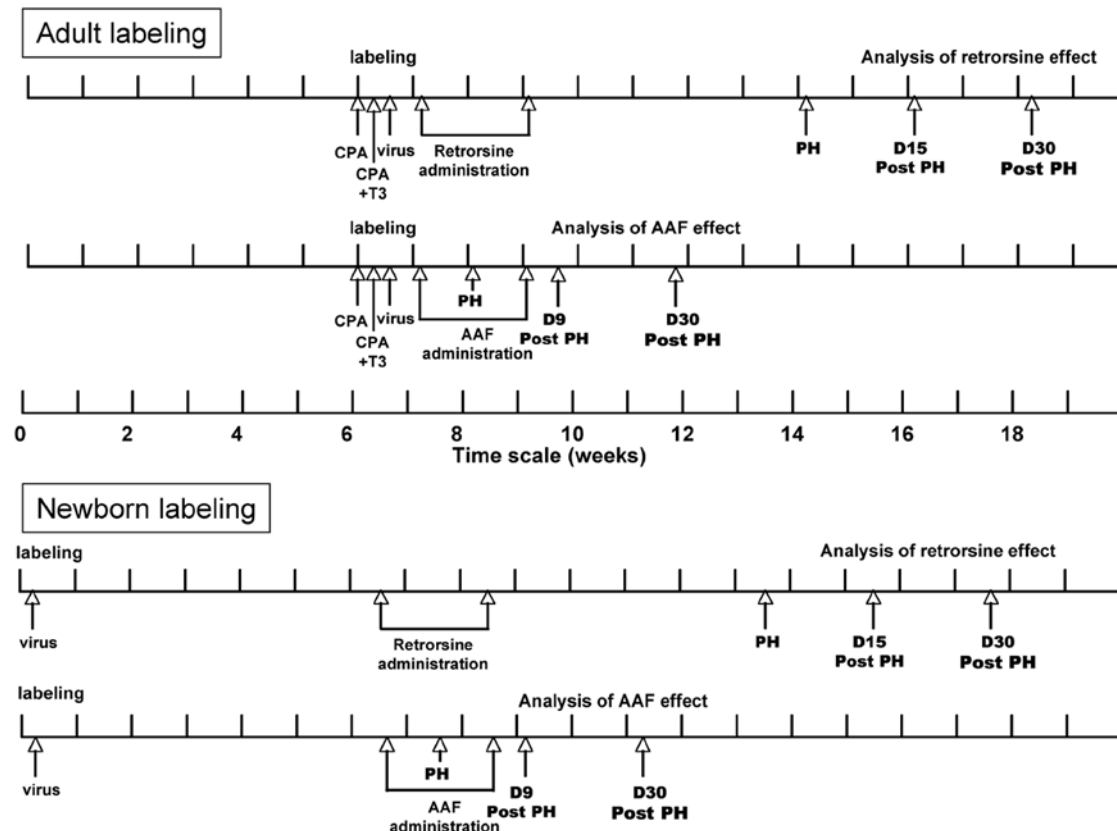 Adult labeling
labeling
Analysis of retrorsine effect
CPA
virus
CPA
+T3
Retrorsine
administration
PH
D15
Post PH
D30
Post PH
labeling
Analysis of AAF effect
CPA
virus
CPA
+T3
PH
AAF
administration
D9
Post PH
D30
Post PH
0 2 4 6 8 10 12 14 16 18
Time scale (weeks)
Newborn labeling
labeling
Analysis of retrorsine effect
virus
Retrorsine
administration
PH
D15
Post PH
D30
Post PH
labeling
Analysis of AAF effect
virus
PH
AAF
administration
D9
Post PH
D30
Post PH